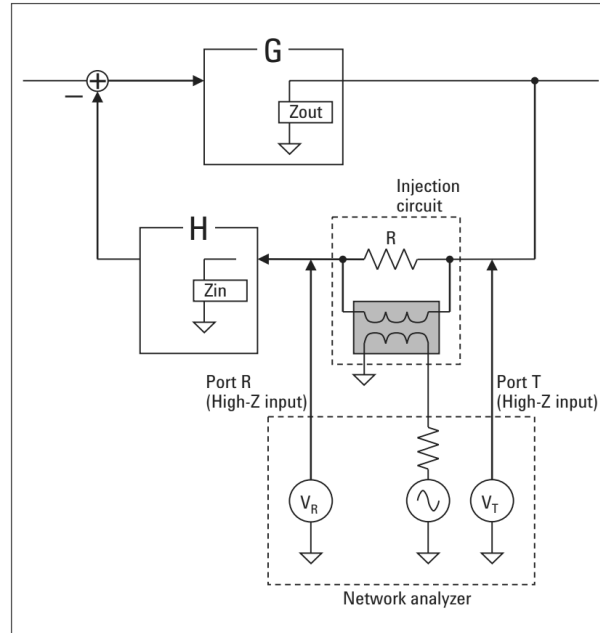 G
+
−
Zout
Injection
circuit
R
H
Zin
Port R
(High-Z input)
Port T
(High-Z input)
VR
VT
Network analyzer